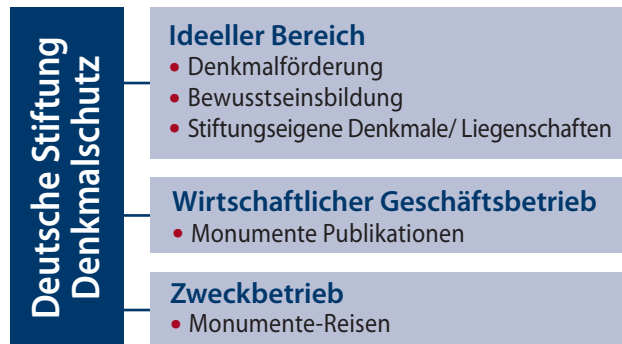 Deutsche Stiftung
Denkmalschutz
Ideeller Bereich
• Denkmalförderung
• Bewusstseinsbildung
• Stiftungseigene Denkmale/ Liegenschaften
Wirtschaftlicher Geschäftsbetrieb
• Monumente Publikationen
Zweckbetrieb
• Monumente-Reisen